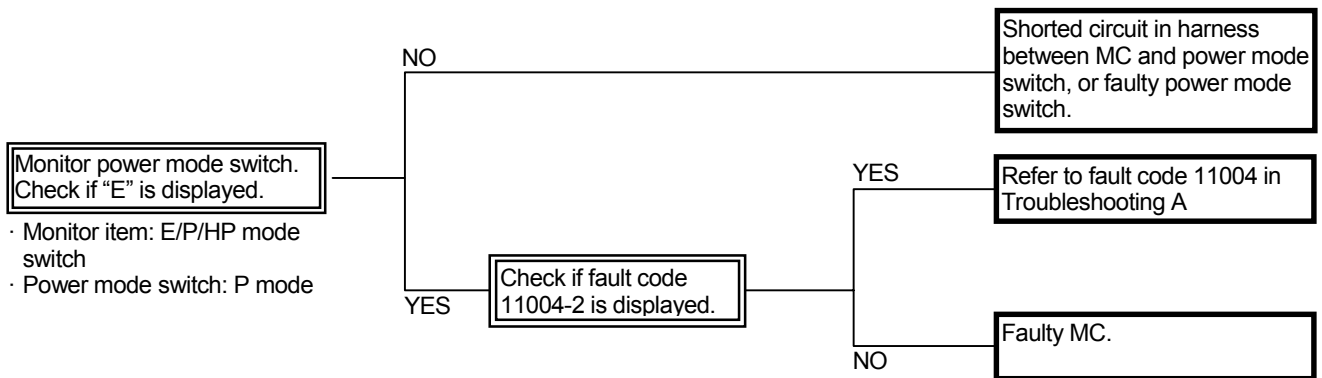 Monitor power mode switch.
Check if “E” is displayed.
· Monitor item: E/P/HP mode
switch
· Power mode switch: P mode
NO
Shorted circuit in harness
between MC and power mode
switch, or faulty power mode
switch.
YES
Check if fault code
11004-2 is displayed.
YES
Refer to fault code 11004 in
Troubleshooting A
NO
Faulty MC.